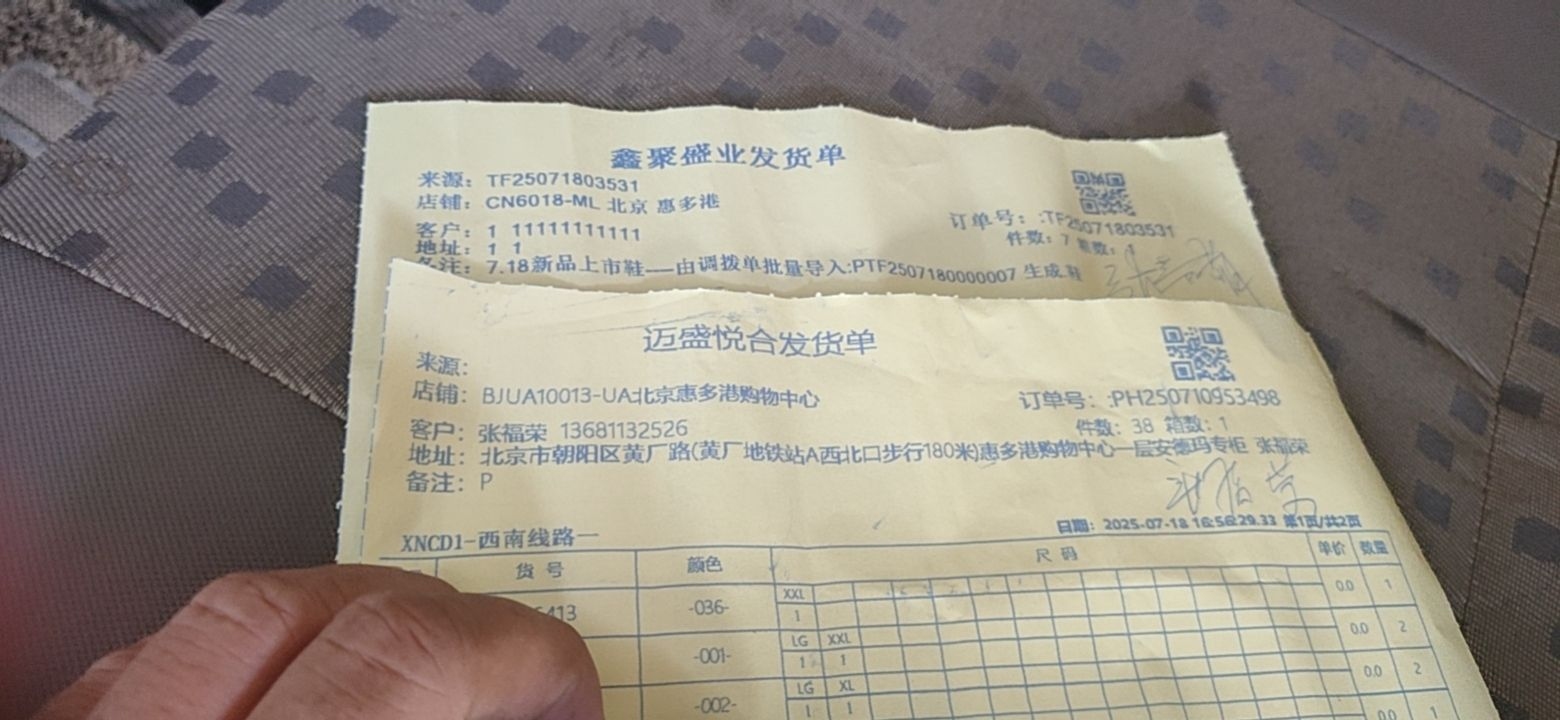 鑫聚盛业发货单
来源：TF25071803531
店铺：CN6018-ML 北京 惠多港
订单号：:TF25071803531
客户：1 11111111111
件数：7 箱数：1
地址：1 1
备注：7.18新品上市鞋----由调拨单批量导入:PTF2507180000007 生成
迈盛悦合发货单
来源：
店铺：BJUA10013-UA北京惠多港购物中心
订单号：:PH250710953498
客户：张福荣 13681132526
件数：38 箱数：1
地址：北京市朝阳区黄厂路(黄厂地铁站A西北口步行180米)惠多港购物中心一层安德玛专柜 张福荣
备注：P
张福荣
日期：2025-07-18 16:56:29.33 第1页/共2页
XNCD1-西南线路一
货号 颜色 尺码 单价 数量
6413 -036- XXL 0.0 1
1
-001- LG XXL 0.0 2
1 1
-002- LG XL 0.0 2
1 1
0.0 1